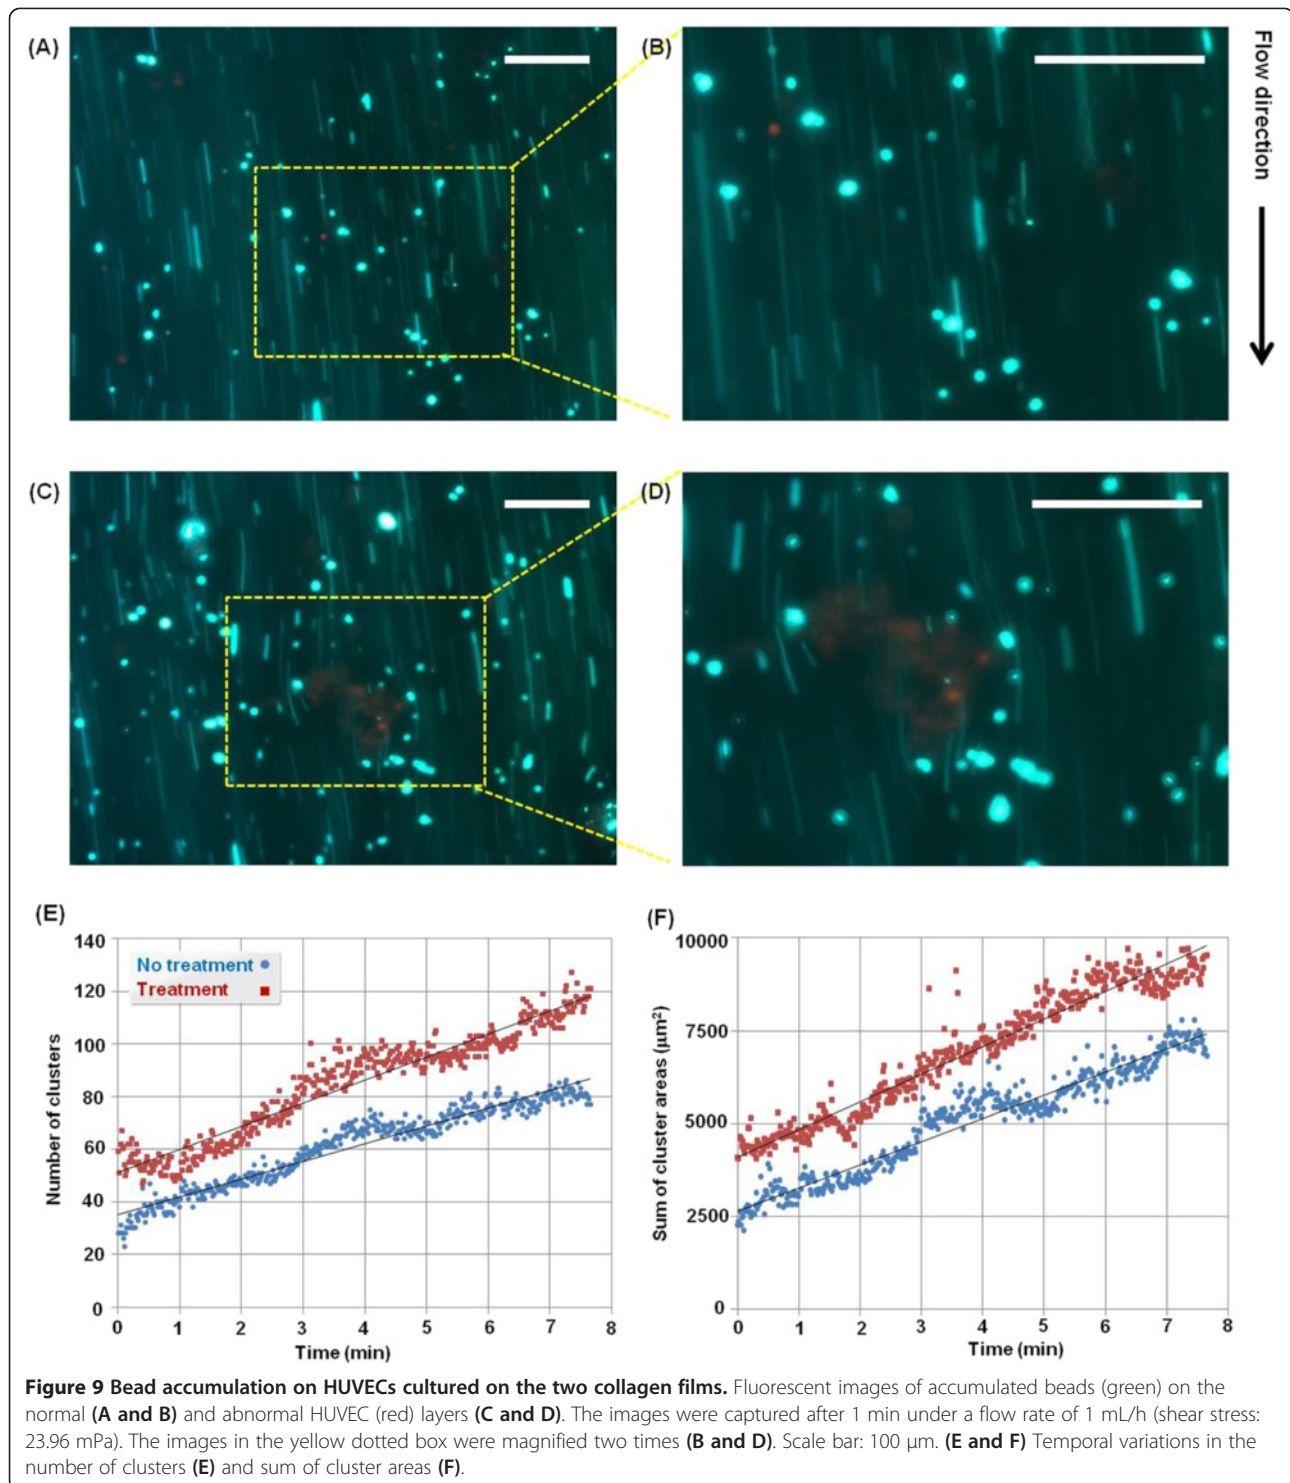 (A)
(B)
Flow direction
(C)
(D)
(E)
140
120
100
80
60
40
20
0
Number of clusters
No treatment
Treatment
0 1 2 3 4 5 6 7 8
Time (min)
(F)
10000
7500
5000
2500
0
Sum of cluster areas (µm²)
0 1 2 3 4 5 6 7 8
Time (min)
Figure 9 Bead accumulation on HUVECs cultured on the two collagen films. Fluorescent images of accumulated beads (green) on the
normal (A and B) and abnormal HUVEC (red) layers (C and D). The images were captured after 1 min under a flow rate of 1 mL/h (shear stress:
23.96 mPa). The images in the yellow dotted box were magnified two times (B and D). Scale bar: 100 µm. (E and F) Temporal variations in the
number of clusters (E) and sum of cluster areas (F).